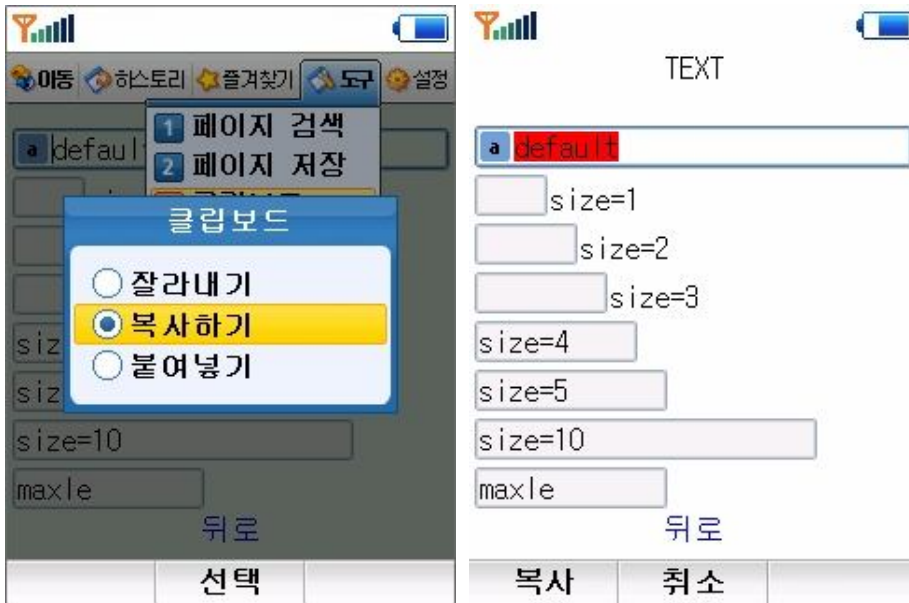 이동 히스토리 즐겨찾기 도구 설정
1 페이지 검색
a default
2 페이지 저장
클립보드
잘라내기
복사하기
붙여넣기
siz
siz
size=10
maxle
뒤로
선택
TEXT
a default
size=1
size=2
size=3
size=4
size=5
size=10
maxle
뒤로
복사 취소